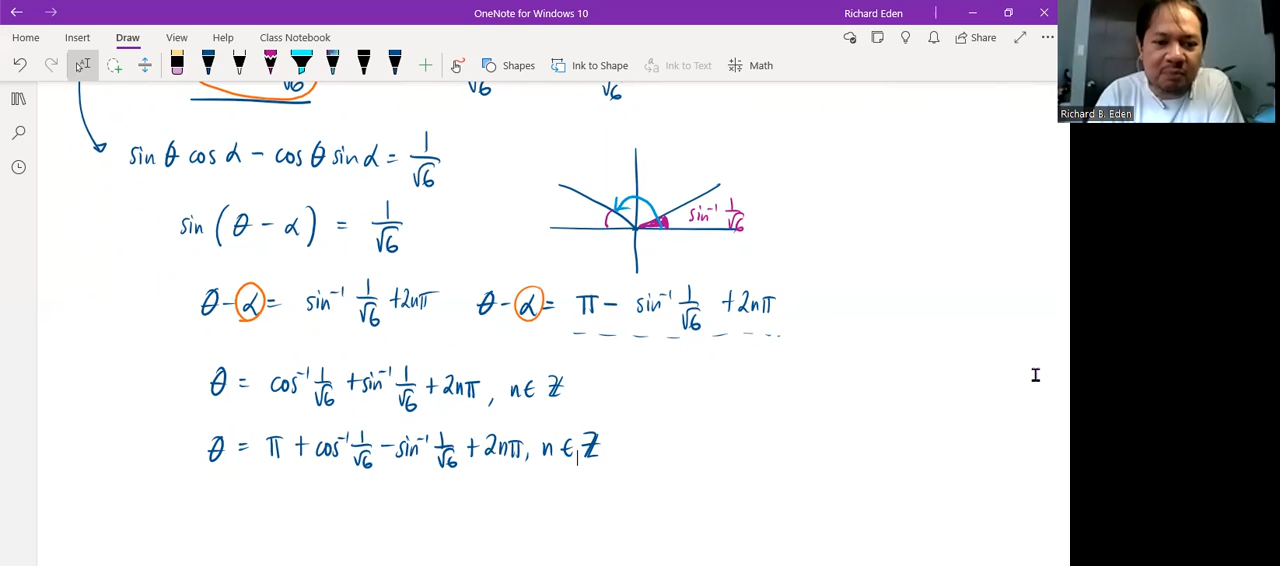 OneNote for Windows 10
Richard Eden
Home Insert Draw View Help Class Notebook
Share
Shapes Ink to Shape Ink to Text Math
Richard B. Eden
√6 √6 √6
sin θ cos α − cos θ sin α = 1/√6
sin (θ − α) = 1/√6
sin⁻¹ 1/√6
θ − α = sin⁻¹ 1/√6 + 2nπ θ − α = π − sin⁻¹ 1/√6 + 2nπ
θ = cos⁻¹ 1/√6 + sin⁻¹ 1/√6 + 2nπ, n ∈ ℤ
θ = π + cos⁻¹ 1/√6 − sin⁻¹ 1/√6 + 2nπ, n ∈ ℤ